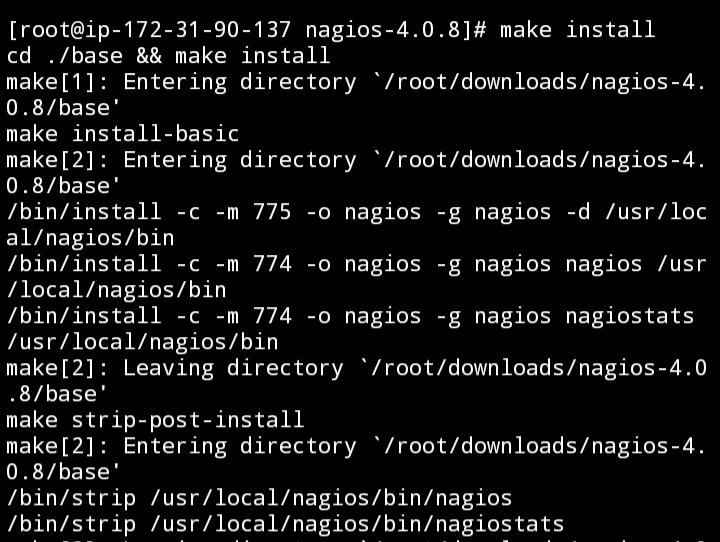 [root@ip-172-31-90-137 nagios-4.0.8]# make install
cd ./base && make install
make[1]: Entering directory `/root/downloads/nagios-4.
0.8/base'
make install-basic
make[2]: Entering directory `/root/downloads/nagios-4.
0.8/base'
/bin/install -c -m 775 -o nagios -g nagios -d /usr/loc
al/nagios/bin
/bin/install -c -m 774 -o nagios -g nagios nagios /usr
/local/nagios/bin
/bin/install -c -m 774 -o nagios -g nagios nagiostats
/usr/local/nagios/bin
make[2]: Leaving directory `/root/downloads/nagios-4.0
.8/base'
make strip-post-install
make[2]: Entering directory `/root/downloads/nagios-4.
0.8/base'
/bin/strip /usr/local/nagios/bin/nagios
/bin/strip /usr/local/nagios/bin/nagiostats